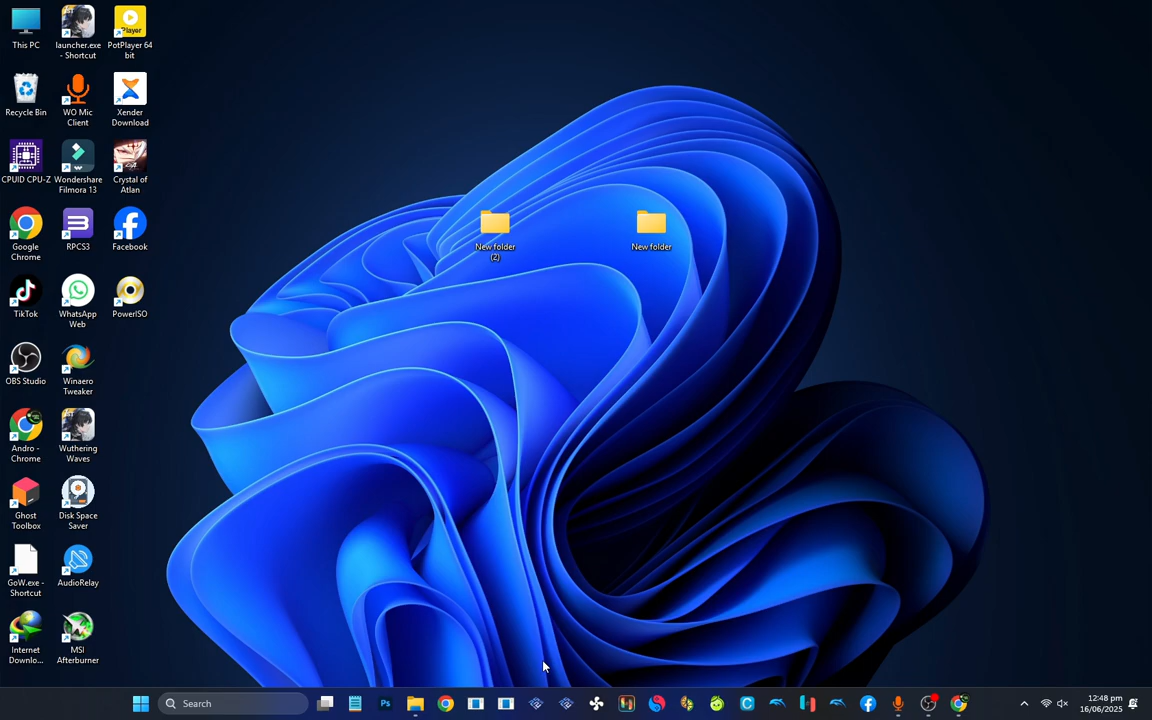 This PC
launcher.exe
- Shortcut
Player
PotPlayer 64
bit
Recycle Bin
WO Mic
Client
Xender
Download
CPUID CPU-Z
Wondershare
Filmora 13
Crystal of
Atlan
Google
Chrome
RPCS3
Facebook
New folder
(2)
New folder
TikTok
WhatsApp
Web
PowerISO
OBS Studio
Winaero
Tweaker
Andro -
Chrome
Wuthering
Waves
Ghost
Toolbox
Disk Space
Saver
GoW.exe -
Shortcut
AudioRelay
Internet
Downlo...
MSI
Afterburner
Search
Ps
12:48 pm
16/06/2025